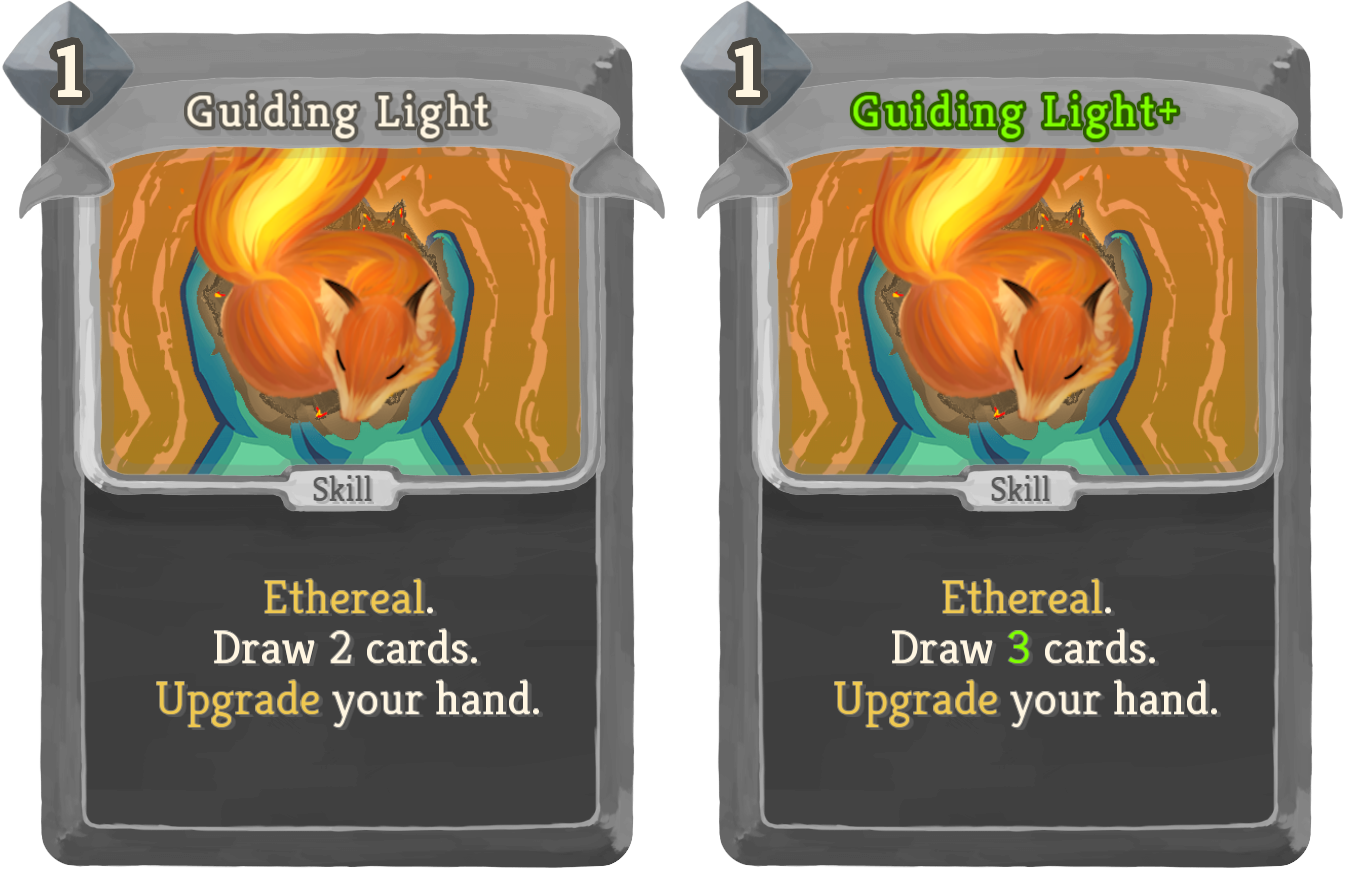 1
Guiding Light
Skill
Ethereal.
Draw 2 cards.
Upgrade your hand.
1
Guiding Light+
Skill
Ethereal.
Draw 3 cards.
Upgrade your hand.